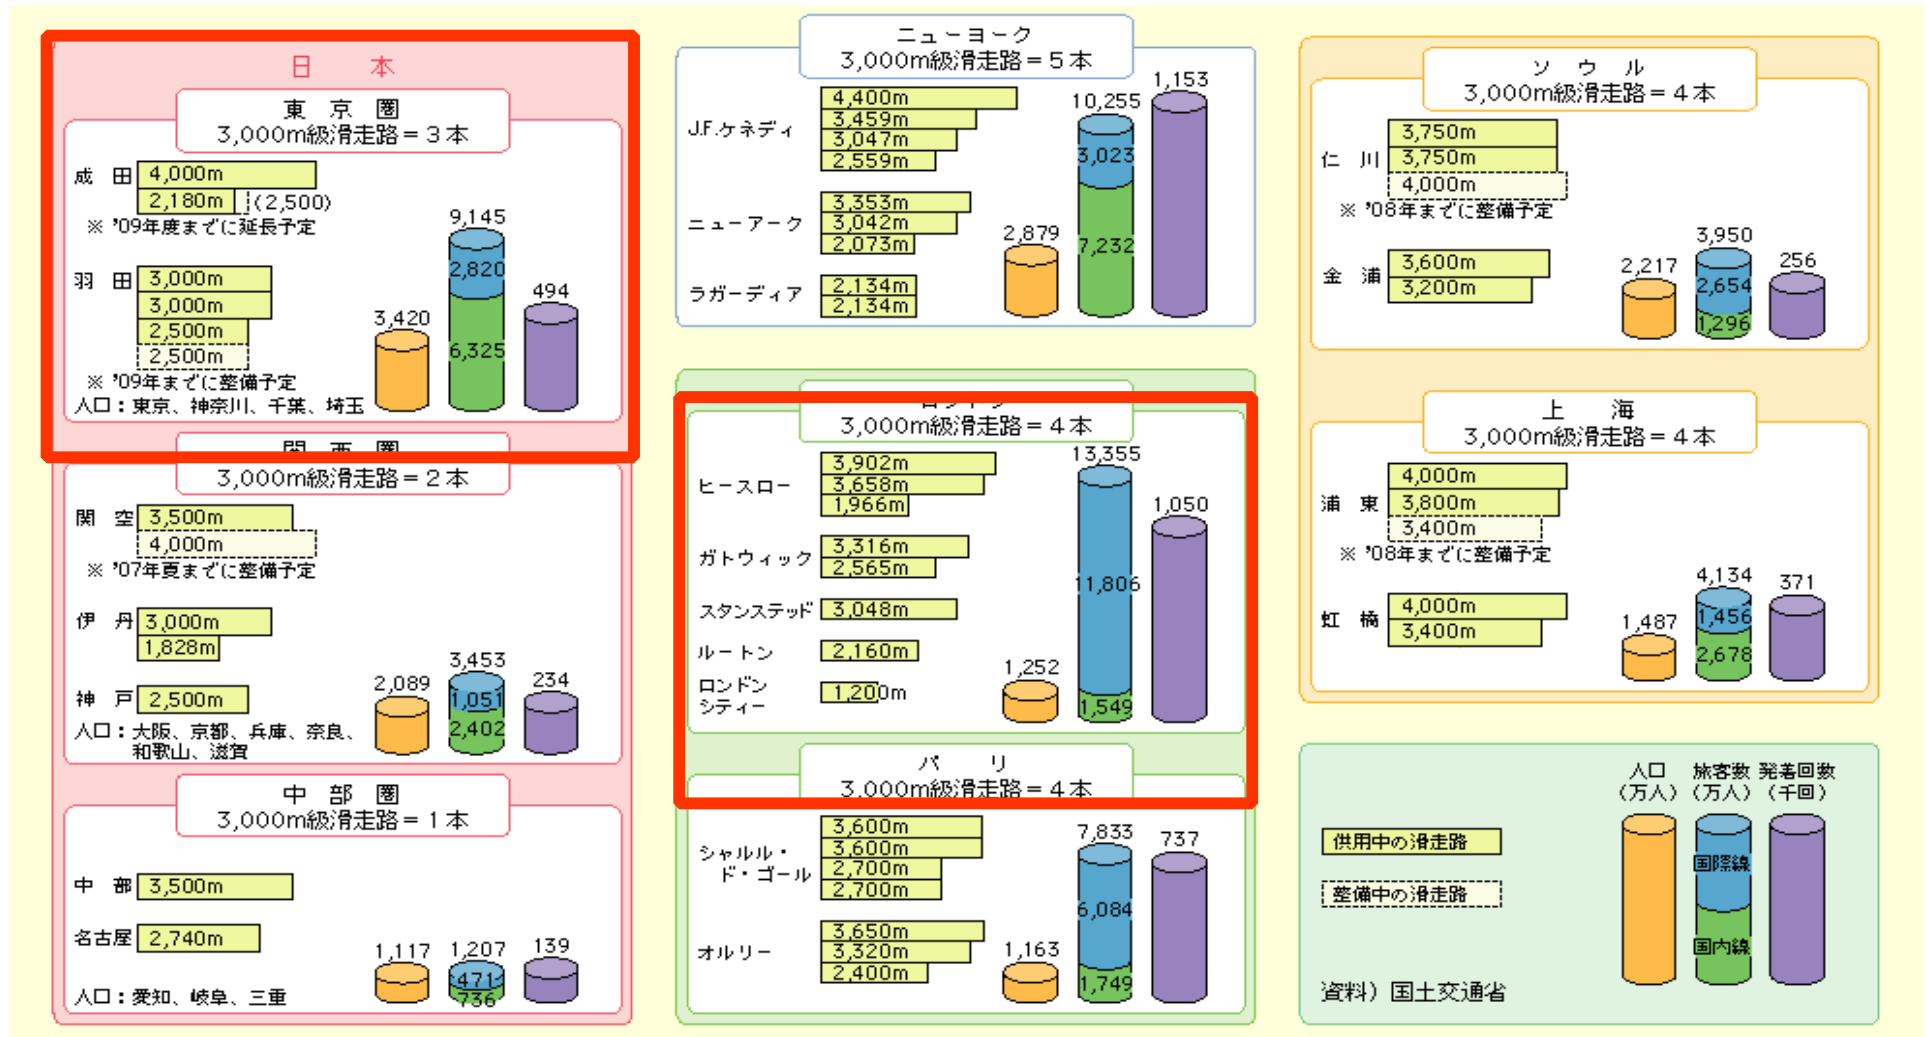 日 本
東 京 圏
3,000m級滑走路=3本
成 田
4,000m
2,180m
(2,500)
※ '09年度までに延長予定
羽 田
3,000m
3,000m
2,500m
2,500m
※ '09年までに整備予定
人口:東京、神奈川、千葉、埼玉
3,420
9,145
2,820
6,325
494
関 西 圏
3,000m級滑走路=2本
関 空
3,500m
4,000m
※ '07年夏までに整備予定
伊 丹
3,000m
1,828m
神 戸
2,500m
人口:大阪、京都、兵庫、奈良、
和歌山、滋賀
2,089
3,453
1,051
2,402
234
中 部 圏
3,000m級滑走路=1本
中 部
3,500m
名古屋
2,740m
人口:愛知、岐阜、三重
1,117
1,207
471
736
139
ニューヨーク
3,000m級滑走路=5本
J.F.ケネディ
4,400m
3,459m
3,047m
2,559m
ニューアーク
3,353m
3,042m
2,073m
ラガーディア
2,134m
2,134m
2,879
10,255
3,023
7,232
1,153
ロンドン
3,000m級滑走路=4本
ヒースロー
3,902m
3,658m
1,966m
ガトウィック
3,316m
2,565m
スタンステッド
3,048m
ルートン
2,160m
ロンドン
シティー
1,200m
1,252
13,355
11,806
1,549
1,050
パ リ
3,000m級滑走路=4本
シャルル・
ド・ゴール
3,600m
3,600m
2,700m
2,700m
オルリー
3,650m
3,320m
2,400m
1,163
7,833
6,084
1,749
737
ソ ウ ル
3,000m級滑走路=4本
仁 川
3,750m
3,750m
4,000m
※ '08年までに整備予定
金 浦
3,600m
3,200m
2,217
3,950
2,654
1,296
256
上 海
3,000m級滑走路=4本
浦 東
4,000m
3,800m
3,400m
※ '08年までに整備予定
虹 橋
4,000m
3,400m
1,487
4,134
1,456
2,678
371
人口
(万人)
旅客数
(万人)
発着回数
(千回)
供用中の滑走路
整備中の滑走路
国際線
国内線
資料)国土交通省